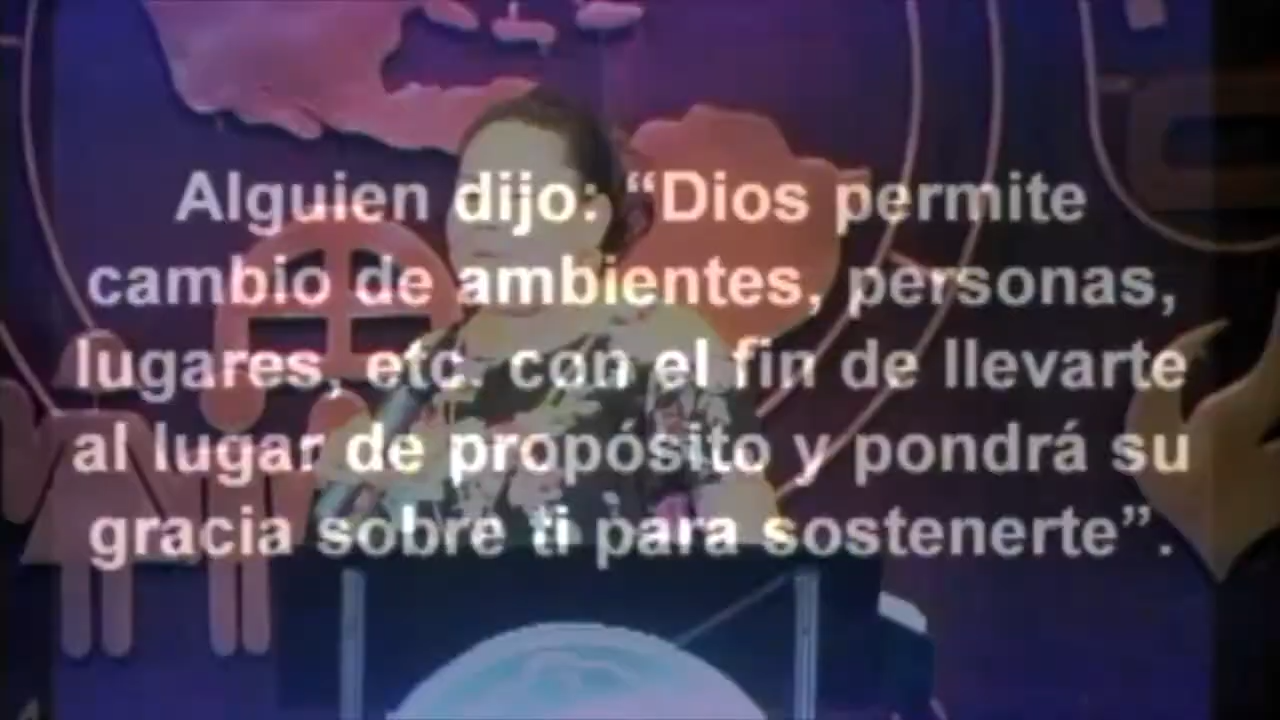 Alguien dijo: “Dios permite
cambio de ambientes, personas,
lugares, etc. con el fin de llevarte
al lugar de propósito y pondrá su
gracia sobre ti para sostenerte”.